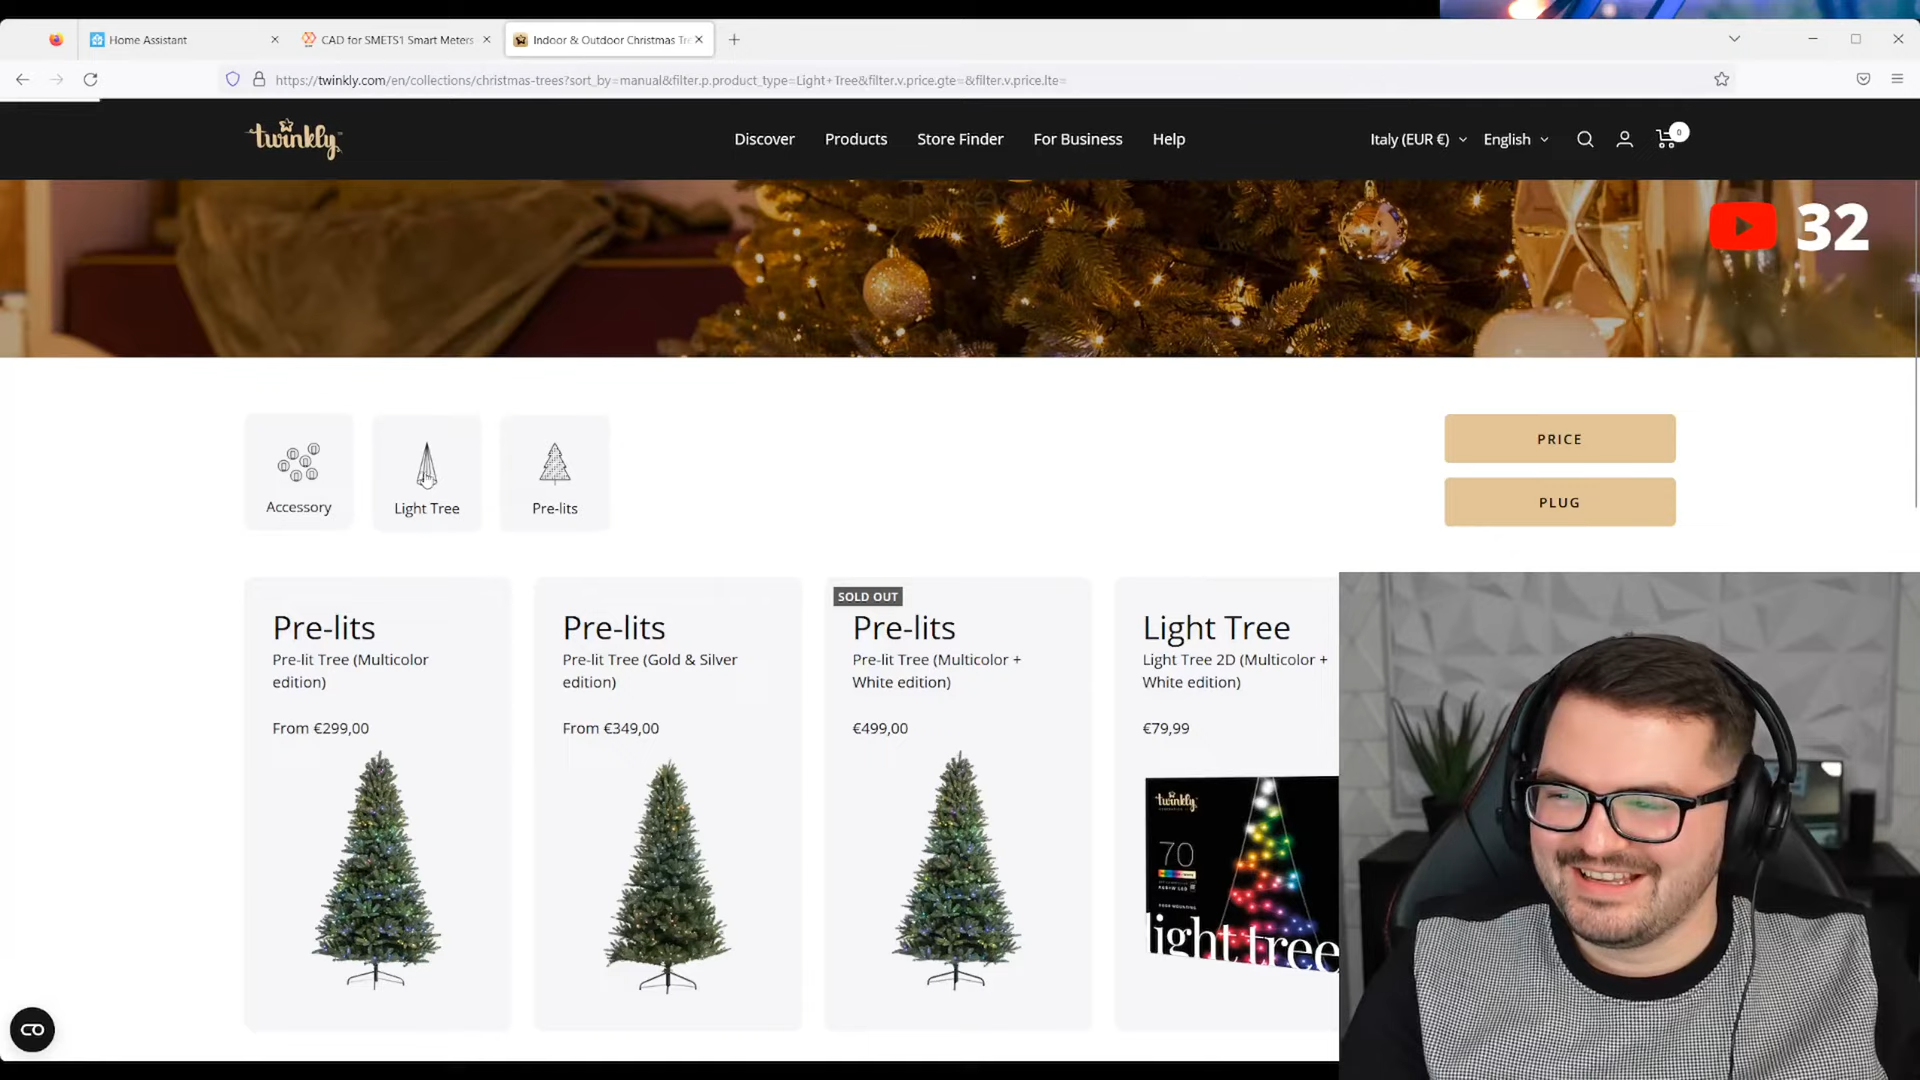 Home Assistant
CAD for SMETS1 Smart Meters
Indoor & Outdoor Christmas Tr
https://twinkly.com/en/collections/christmas-trees?sort_by=manual&filter.p.product_type=Light+Tree&filter.v.price.gte=&filter.v.price.lte=
twinkly
Discover
Products
Store Finder
For Business
Help
Italy (EUR €)
English
0
32
Accessory
Light Tree
Pre-lits
PRICE
PLUG
Pre-lits
Pre-lit Tree (Multicolor
edition)
From €299,00
Pre-lits
Pre-lit Tree (Gold & Silver
edition)
From €349,00
SOLD OUT
Pre-lits
Pre-lit Tree (Multicolor +
White edition)
€499,00
Light Tree
Light Tree 2D (Multicolor +
White edition)
€79,99
twinkly
70
light tree